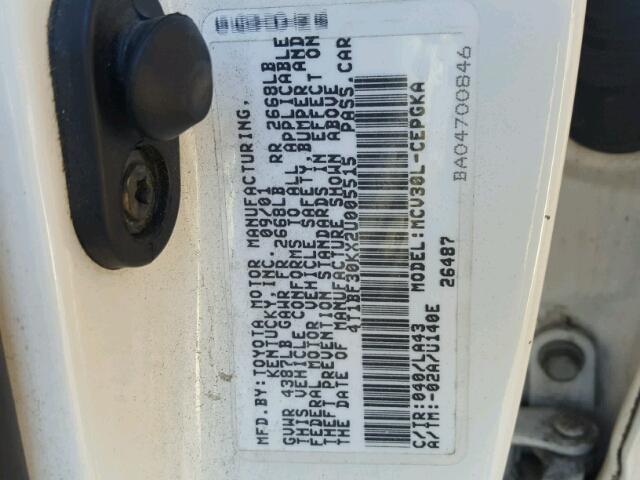 MFD.BY:TOYOTA MOTOR MANUFACTURING,
KENTUCKY, INC. 09/01
GVWR 4387LB GAWR FR 2668LB RR 2668LB
THIS VEHICLE CONFORMS TO ALL APPLICABLE
FEDERAL MOTOR VEHICLE SAFETY, BUMPER AND
THEFT PREVENTION STANDARDS IN EFFECT ON
THE DATE OF MANUFACTURE SHOWN ABOVE
4T1BF30KX2U005515 PASS. CAR
C/TR:040/LA43 MODEL:MCV30L-CEPGKA
A/TM:-02A/U140E 26487
BA04700846